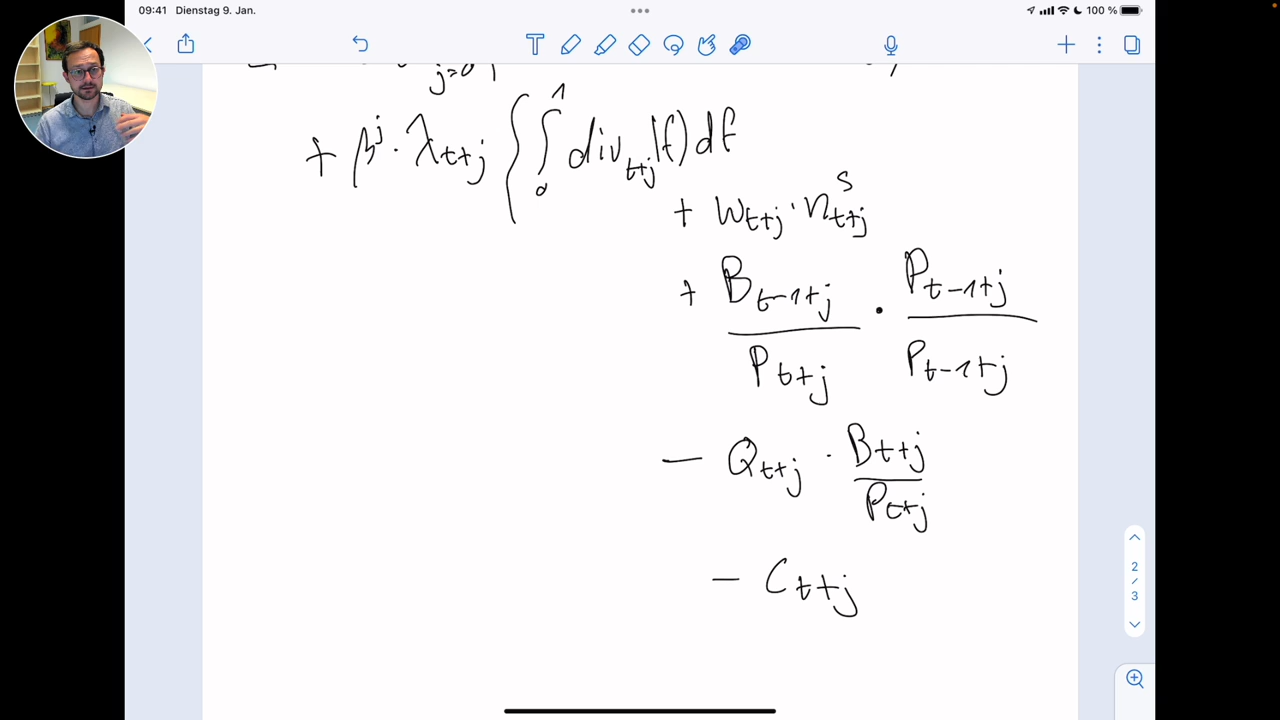 09:41 Dienstag 9. Jan.
100 %
j=0
+ β^j · λ_{t+j} { ∫_0^1 div_{t+j}(f) df
+ w_{t+j} · n^s_{t+j}
+ B_{t-1+j} / P_{t+j} · P_{t-1+j} / P_{t-1+j}
− Q_{t+j} · B_{t+j} / P_{t+j}
− C_{t+j}
2
/
3